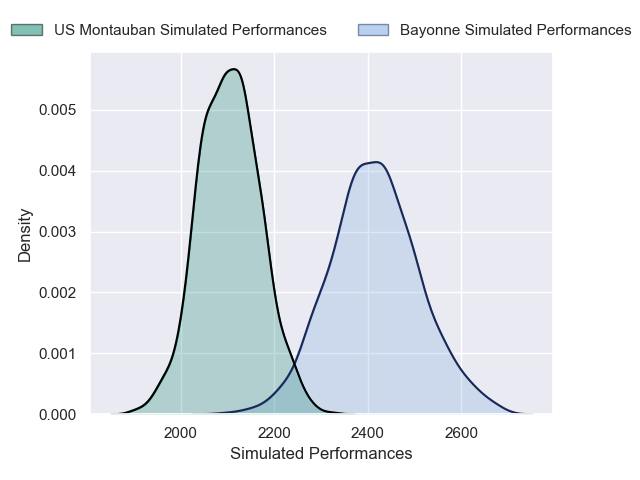 US Montauban Simulated Performances Bayonne Simulated Performances
0.005
0.004
0.003
0.002
0.001
0.000
Density
2000 2200 2400 2600
Simulated Performances